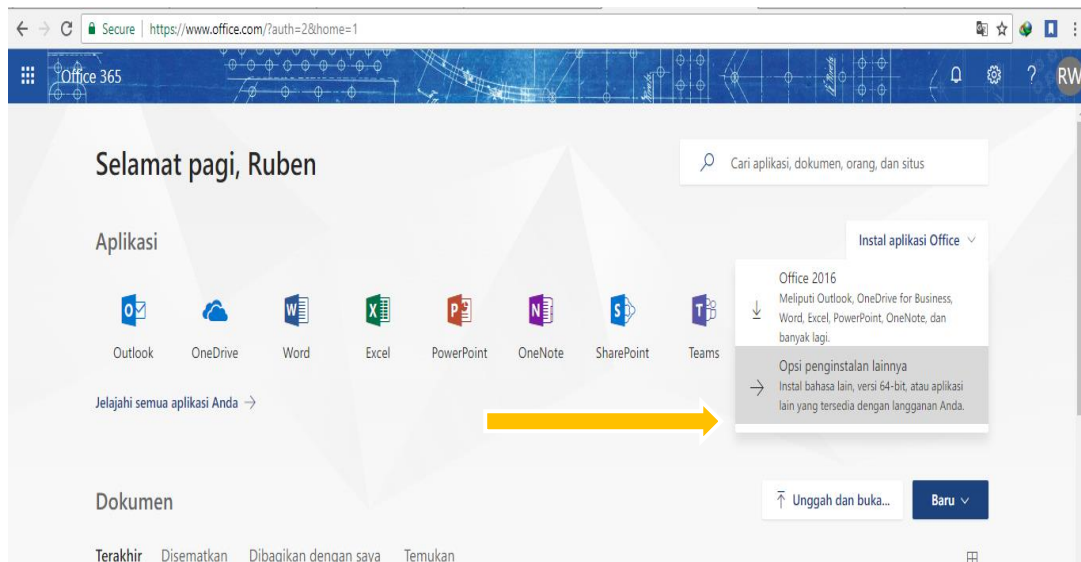 Secure | https://www.office.com/?auth=2&home=1
Office 365
? RW
Selamat pagi, Ruben
Cari aplikasi, dokumen, orang, dan situs
Aplikasi
Instal aplikasi Office
Office 2016
Meliputi Outlook, OneDrive for Business,
Word, Excel, PowerPoint, OneNote, dan
banyak lagi.
Outlook OneDrive Word Excel PowerPoint OneNote SharePoint Teams
Opsi penginstalan lainnya
Instal bahasa lain, versi 64-bit, atau aplikasi
lain yang tersedia dengan langganan Anda.
Jelajahi semua aplikasi Anda →
Dokumen
Unggah dan buka...
Baru
Terakhir Disematkan Dibagikan dengan saya Temukan